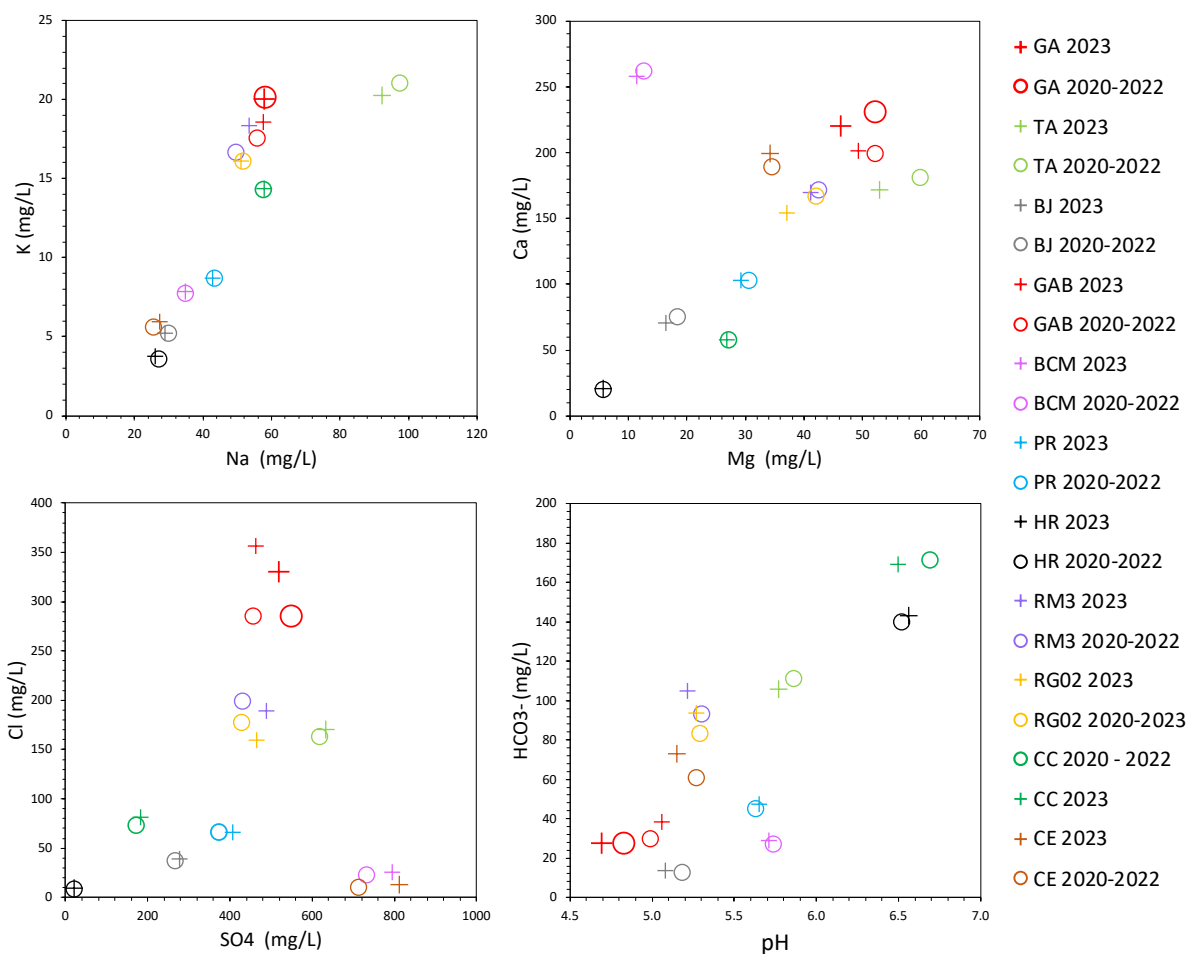 25
20
15
10
5
0
K (mg/L)
0 20 40 60 80 100 120
Na (mg/L)
300
250
200
150
100
50
0
Ca (mg/L)
0 10 20 30 40 50 60 70
Mg (mg/L)
400
350
300
250
200
150
100
50
0
Cl (mg/L)
0 200 400 600 800 1000
SO4 (mg/L)
200
180
160
140
120
100
80
60
40
20
0
HCO3- (mg/L)
4.5 5.0 5.5 6.0 6.5 7.0
pH
GA 2023
GA 2020-2022
TA 2023
TA 2020-2022
BJ 2023
BJ 2020-2022
GAB 2023
GAB 2020-2022
BCM 2023
BCM 2020-2022
PR 2023
PR 2020-2022
HR 2023
HR 2020-2022
RM3 2023
RM3 2020-2022
RG02 2023
RG02 2020-2023
CC 2020 - 2022
CC 2023
CE 2023
CE 2020-2022